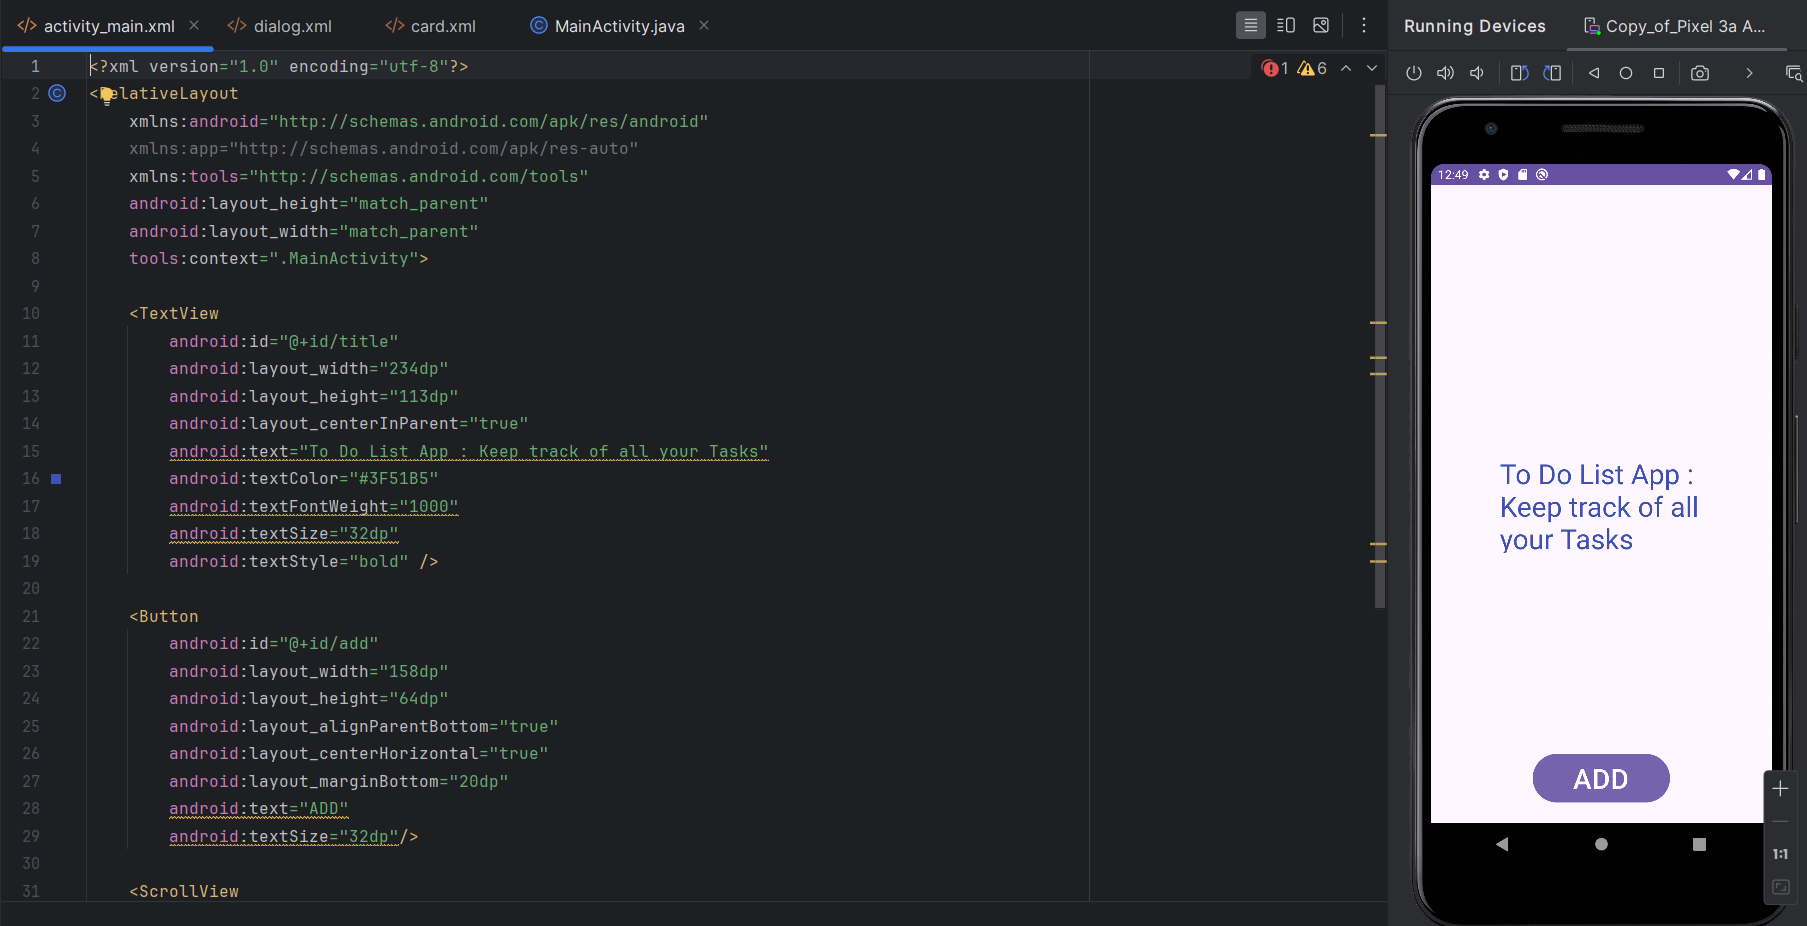 activity_main.xml
dialog.xml
card.xml
MainActivity.java
Running Devices
Copy_of_Pixel 3a A...
1 <?xml version="1.0" encoding="utf-8"?>
1 6
2 <RelativeLayout
3 xmlns:android="http://schemas.android.com/apk/res/android"
4 xmlns:app="http://schemas.android.com/apk/res-auto"
5 xmlns:tools="http://schemas.android.com/tools"
6 android:layout_height="match_parent"
7 android:layout_width="match_parent"
8 tools:context=".MainActivity">
9
10 <TextView
11 android:id="@+id/title"
12 android:layout_width="234dp"
13 android:layout_height="113dp"
14 android:layout_centerInParent="true"
15 android:text="To Do List App : Keep track of all your Tasks"
16 android:textColor="#3F51B5"
17 android:textFontWeight="1000"
18 android:textSize="32dp"
19 android:textStyle="bold" />
20
21 <Button
22 android:id="@+id/add"
23 android:layout_width="158dp"
24 android:layout_height="64dp"
25 android:layout_alignParentBottom="true"
26 android:layout_centerHorizontal="true"
27 android:layout_marginBottom="20dp"
28 android:text="ADD"
29 android:textSize="32dp"/>
30
31 <ScrollView
12:49
To Do List App :
Keep track of all
your Tasks
ADD
1:1